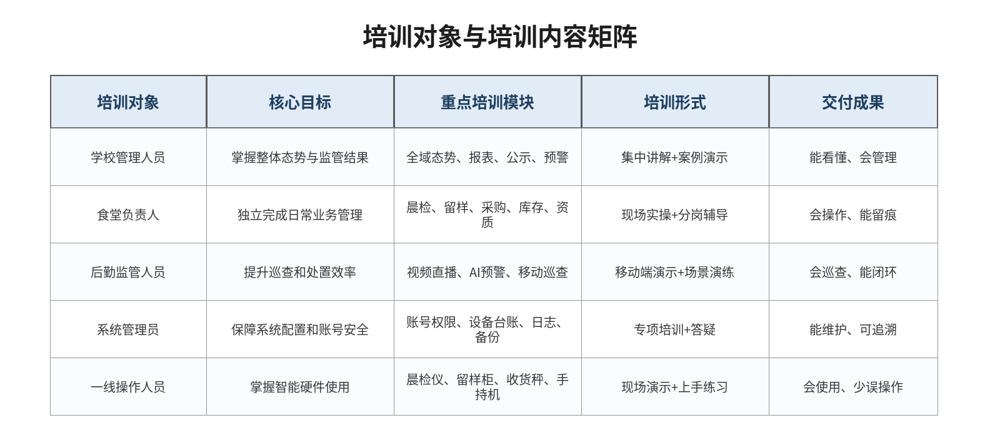 培训对象与培训内容矩阵
培训对象 核心目标 重点培训模块 培训形式 交付成果
学校管理人员 掌握整体态势与监管结果 全域态势、报表、公示、预警 集中讲解+案例演示 能看懂、会管理
食堂负责人 独立完成日常业务管理 晨检、留样、采购、库存、资
质 现场实操+分岗辅导 会操作、能留痕
后勤监管人员 提升巡查和处置效率 视频直播、AI预警、移动巡查 移动端演示+场景演练 会巡查、能闭环
系统管理员 保障系统配置和账号安全 账号权限、设备台账、日志、
备份 专项培训+答疑 能维护、可追溯
一线操作人员 掌握智能硬件使用 晨检仪、留样柜、收货秤、手
持机 现场演示+上手练习 会使用、少误操作